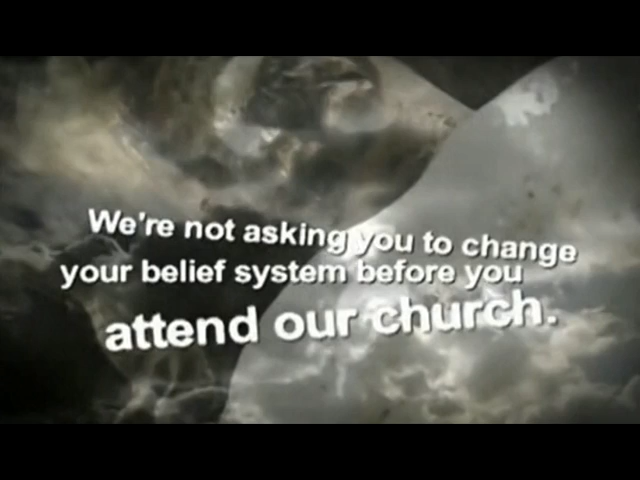 We're not asking you to change
your belief system before you
attend our church.